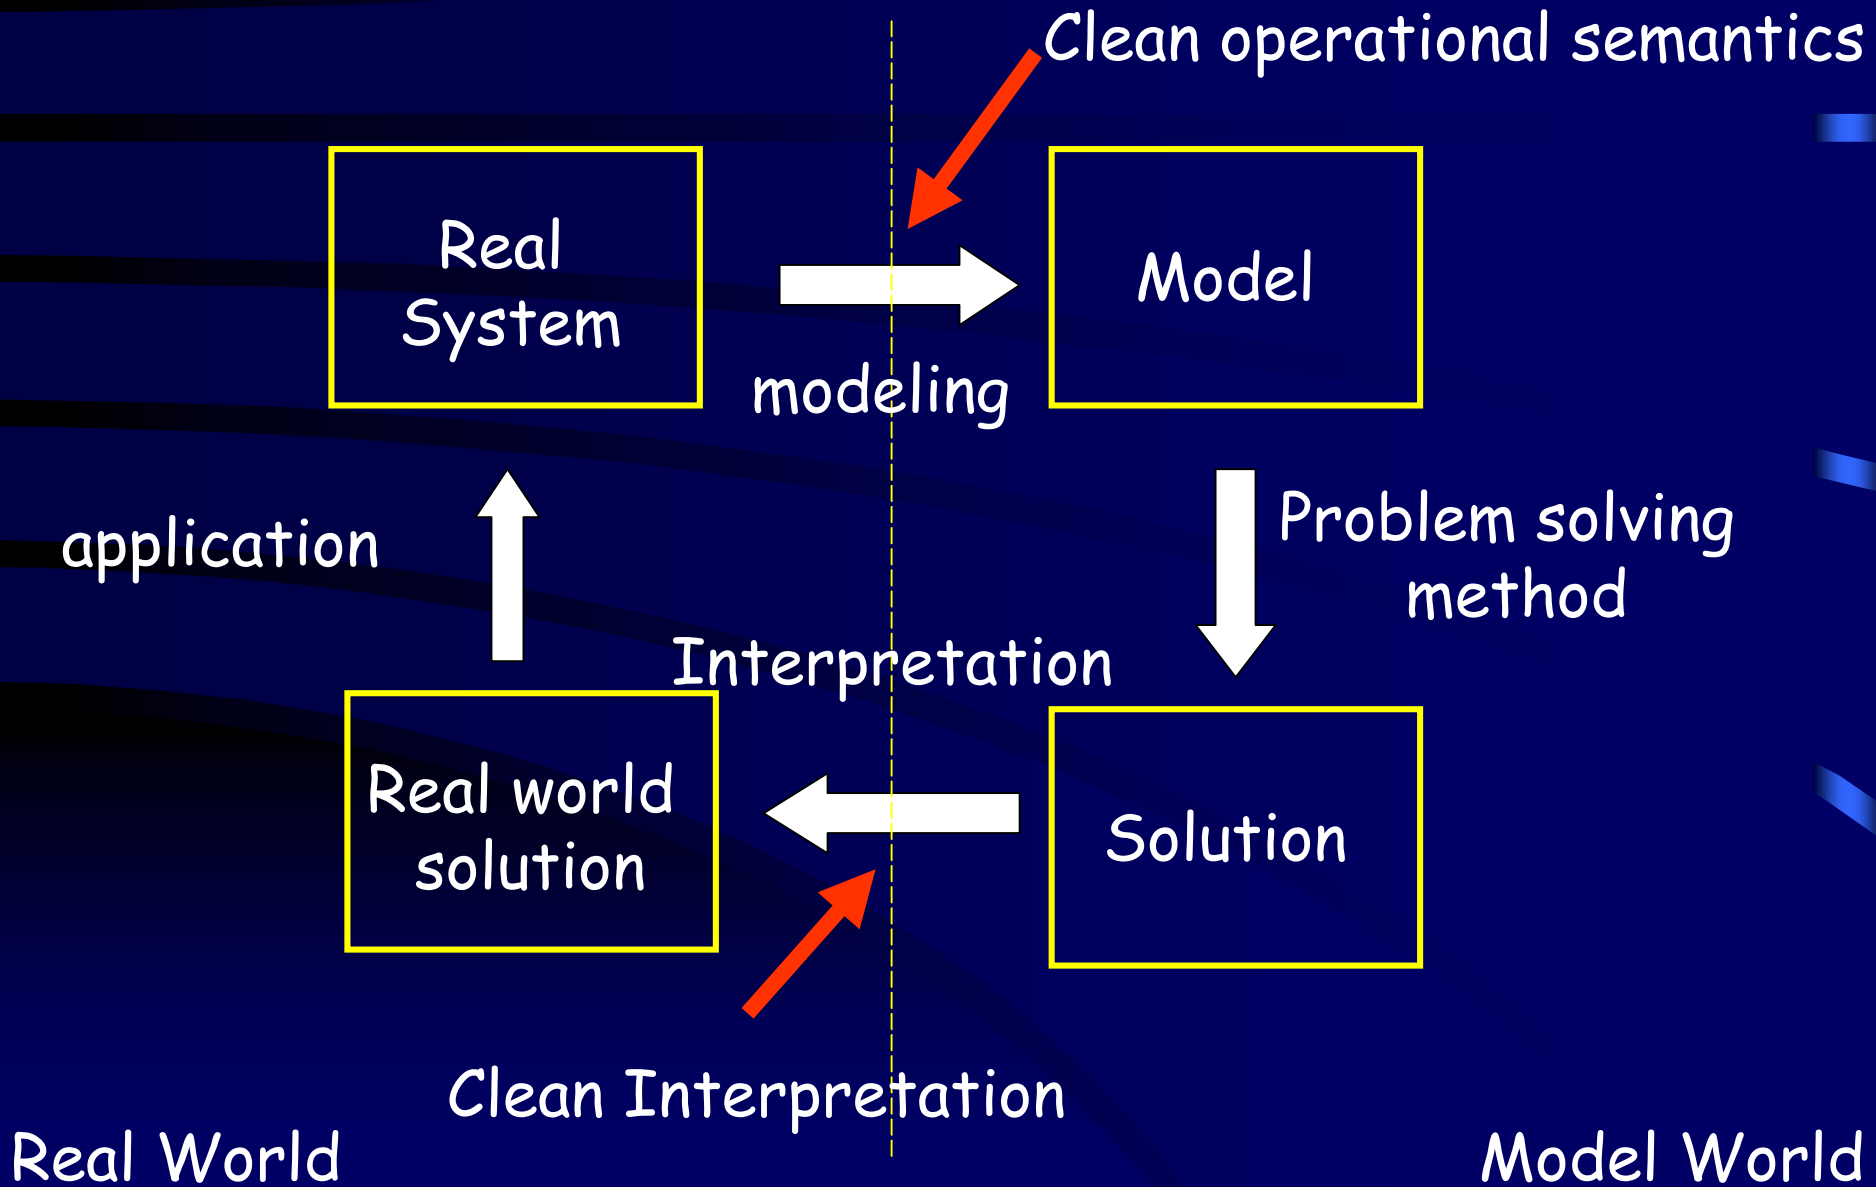 Clean operational semantics
Real
System
Model
modeling
application
Problem solving
method
Interpretation
Real world
solution
Solution
Clean Interpretation
Real World
Model World